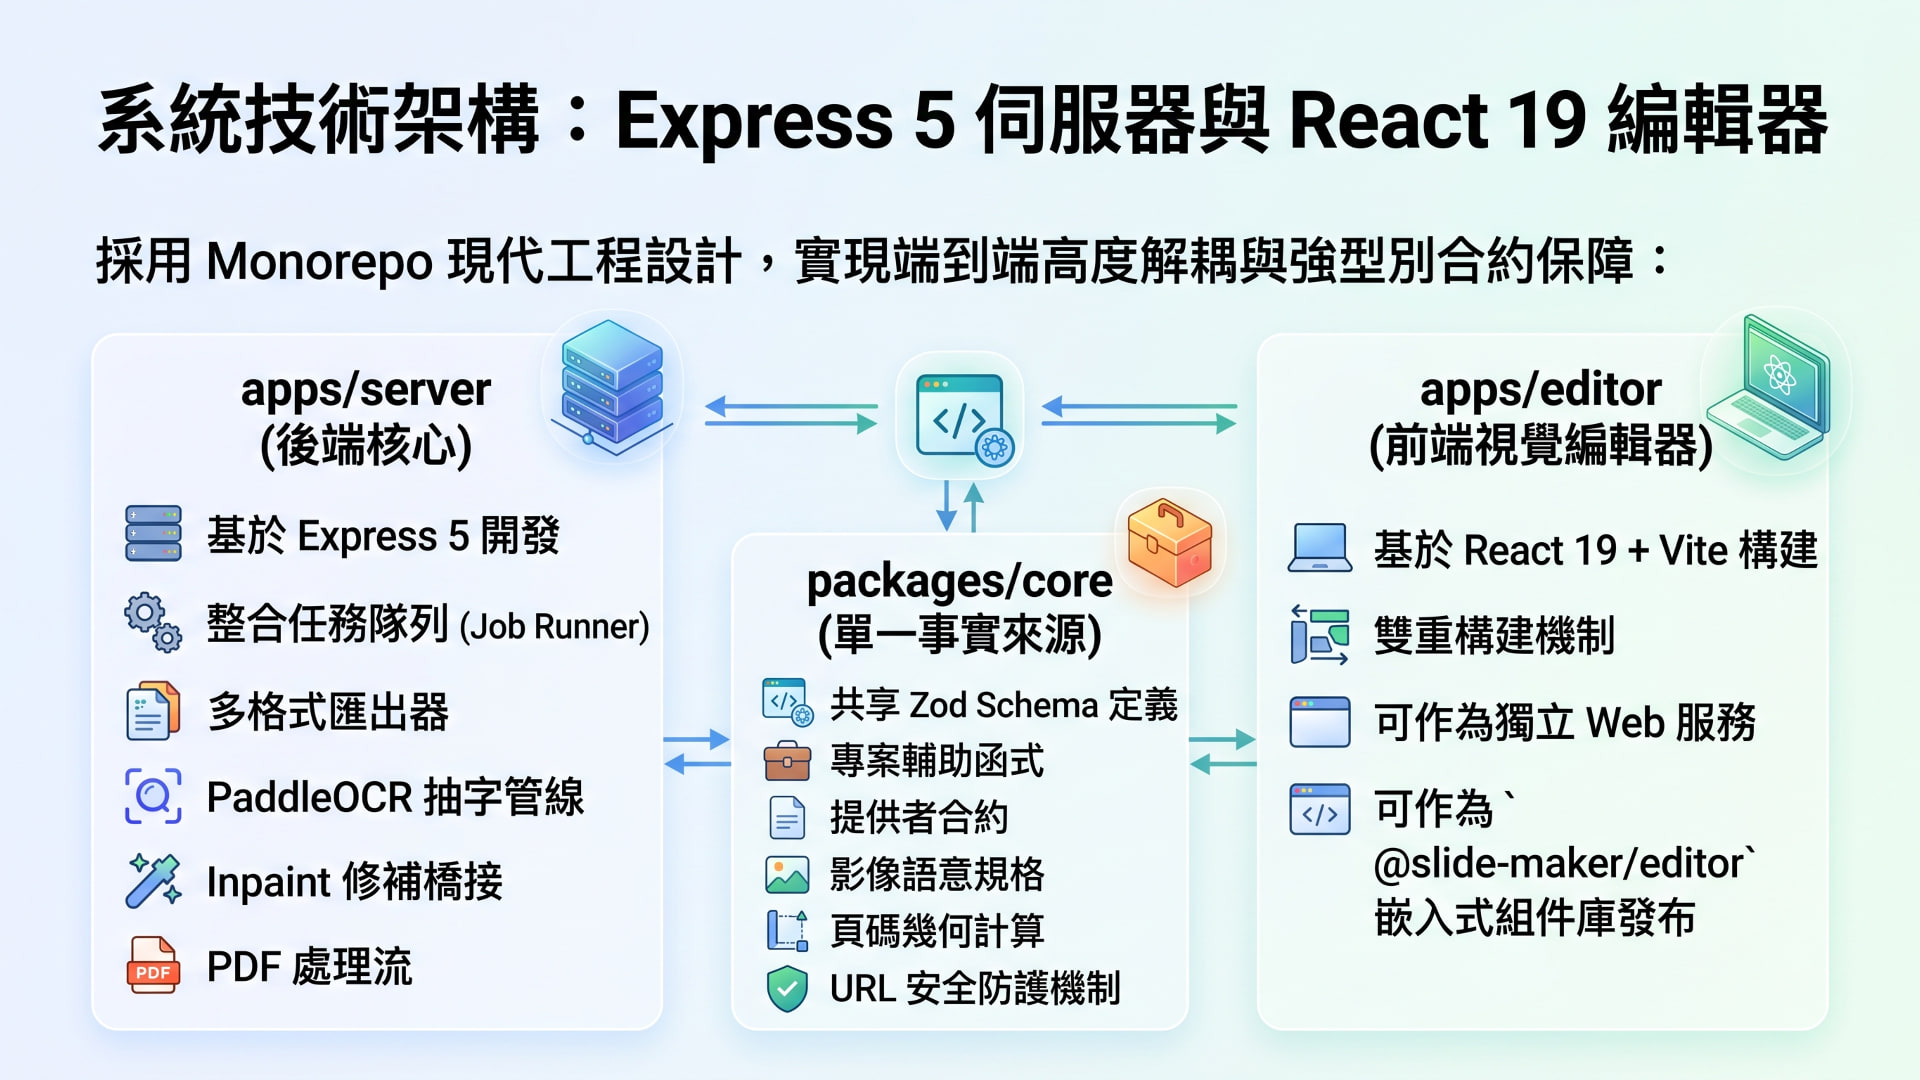 系統技術架構：Express 5 伺服器與 React 19 編輯器
採用 Monorepo 現代工程設計，實現端到端高度解耦與強型別合約保障：
apps/server
(後端核心)
基於 Express 5 開發
整合任務隊列 (Job Runner)
多格式匯出器
PaddleOCR 抽字管線
Inpaint 修補橋接
PDF
PDF 處理流
</>
packages/core
(單一事實來源)
</>
共享 Zod Schema 定義
專案輔助函式
提供者合約
影像語意規格
頁碼幾何計算
URL 安全防護機制
apps/editor
(前端視覺編輯器)
基於 React 19 + Vite 構建
雙重構建機制
可作為獨立 Web 服務
</>
可作為 `
@slide-maker/editor`
嵌入式組件庫發布